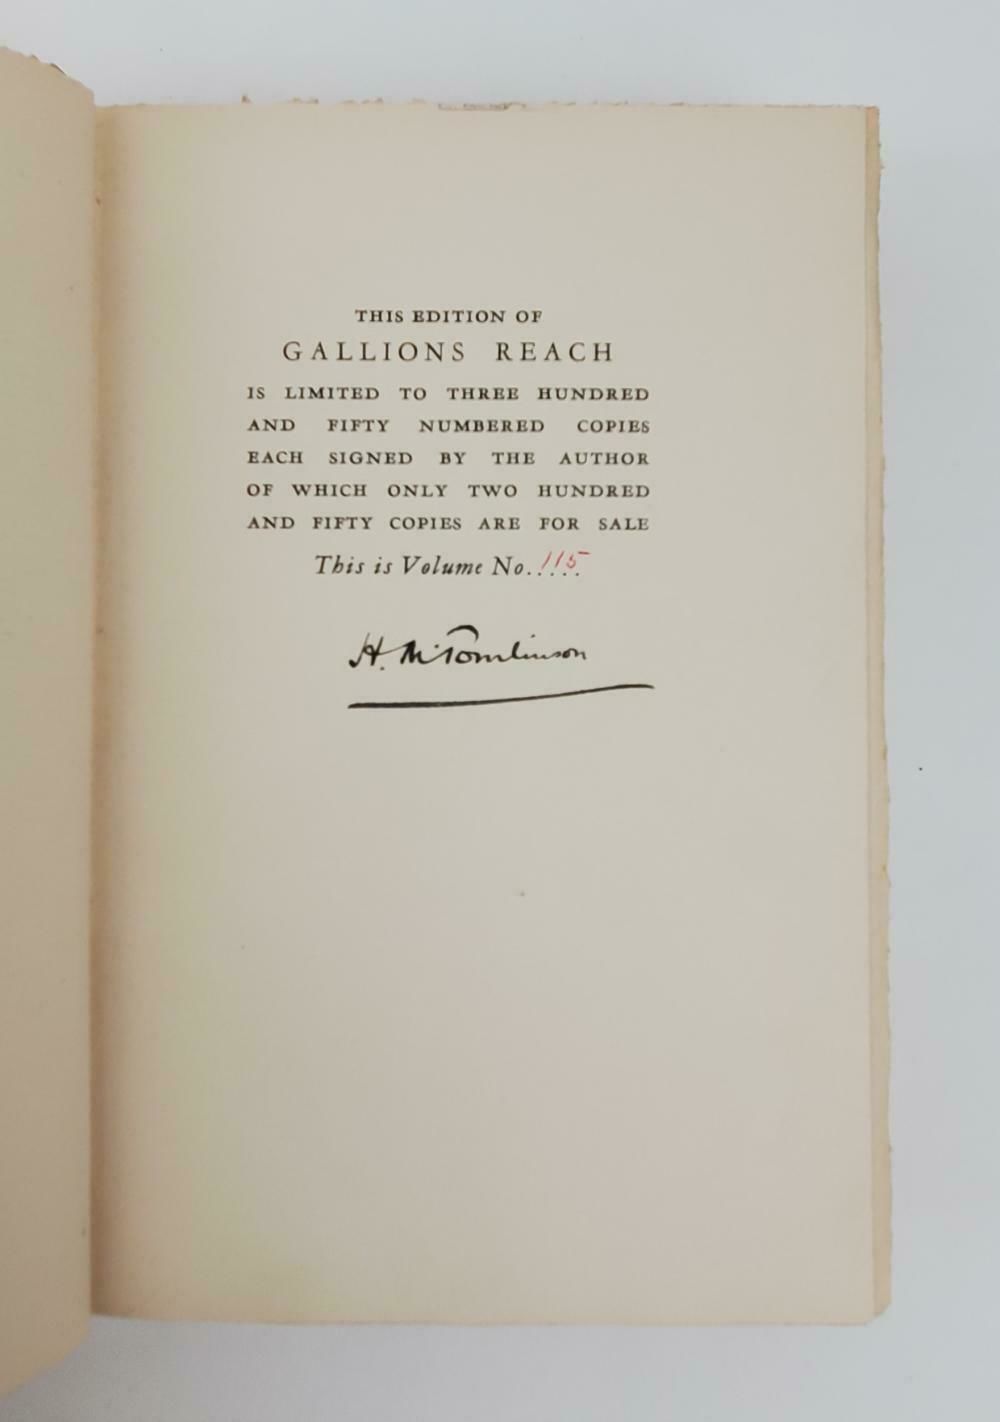 THIS EDITION OF
GALLIONS REACH
IS LIMITED TO THREE HUNDRED
AND FIFTY NUMBERED COPIES
EACH SIGNED BY THE AUTHOR
OF WHICH ONLY TWO HUNDRED
AND FIFTY COPIES ARE FOR SALE
This is Volume No. 115
H. M. Tomlinson